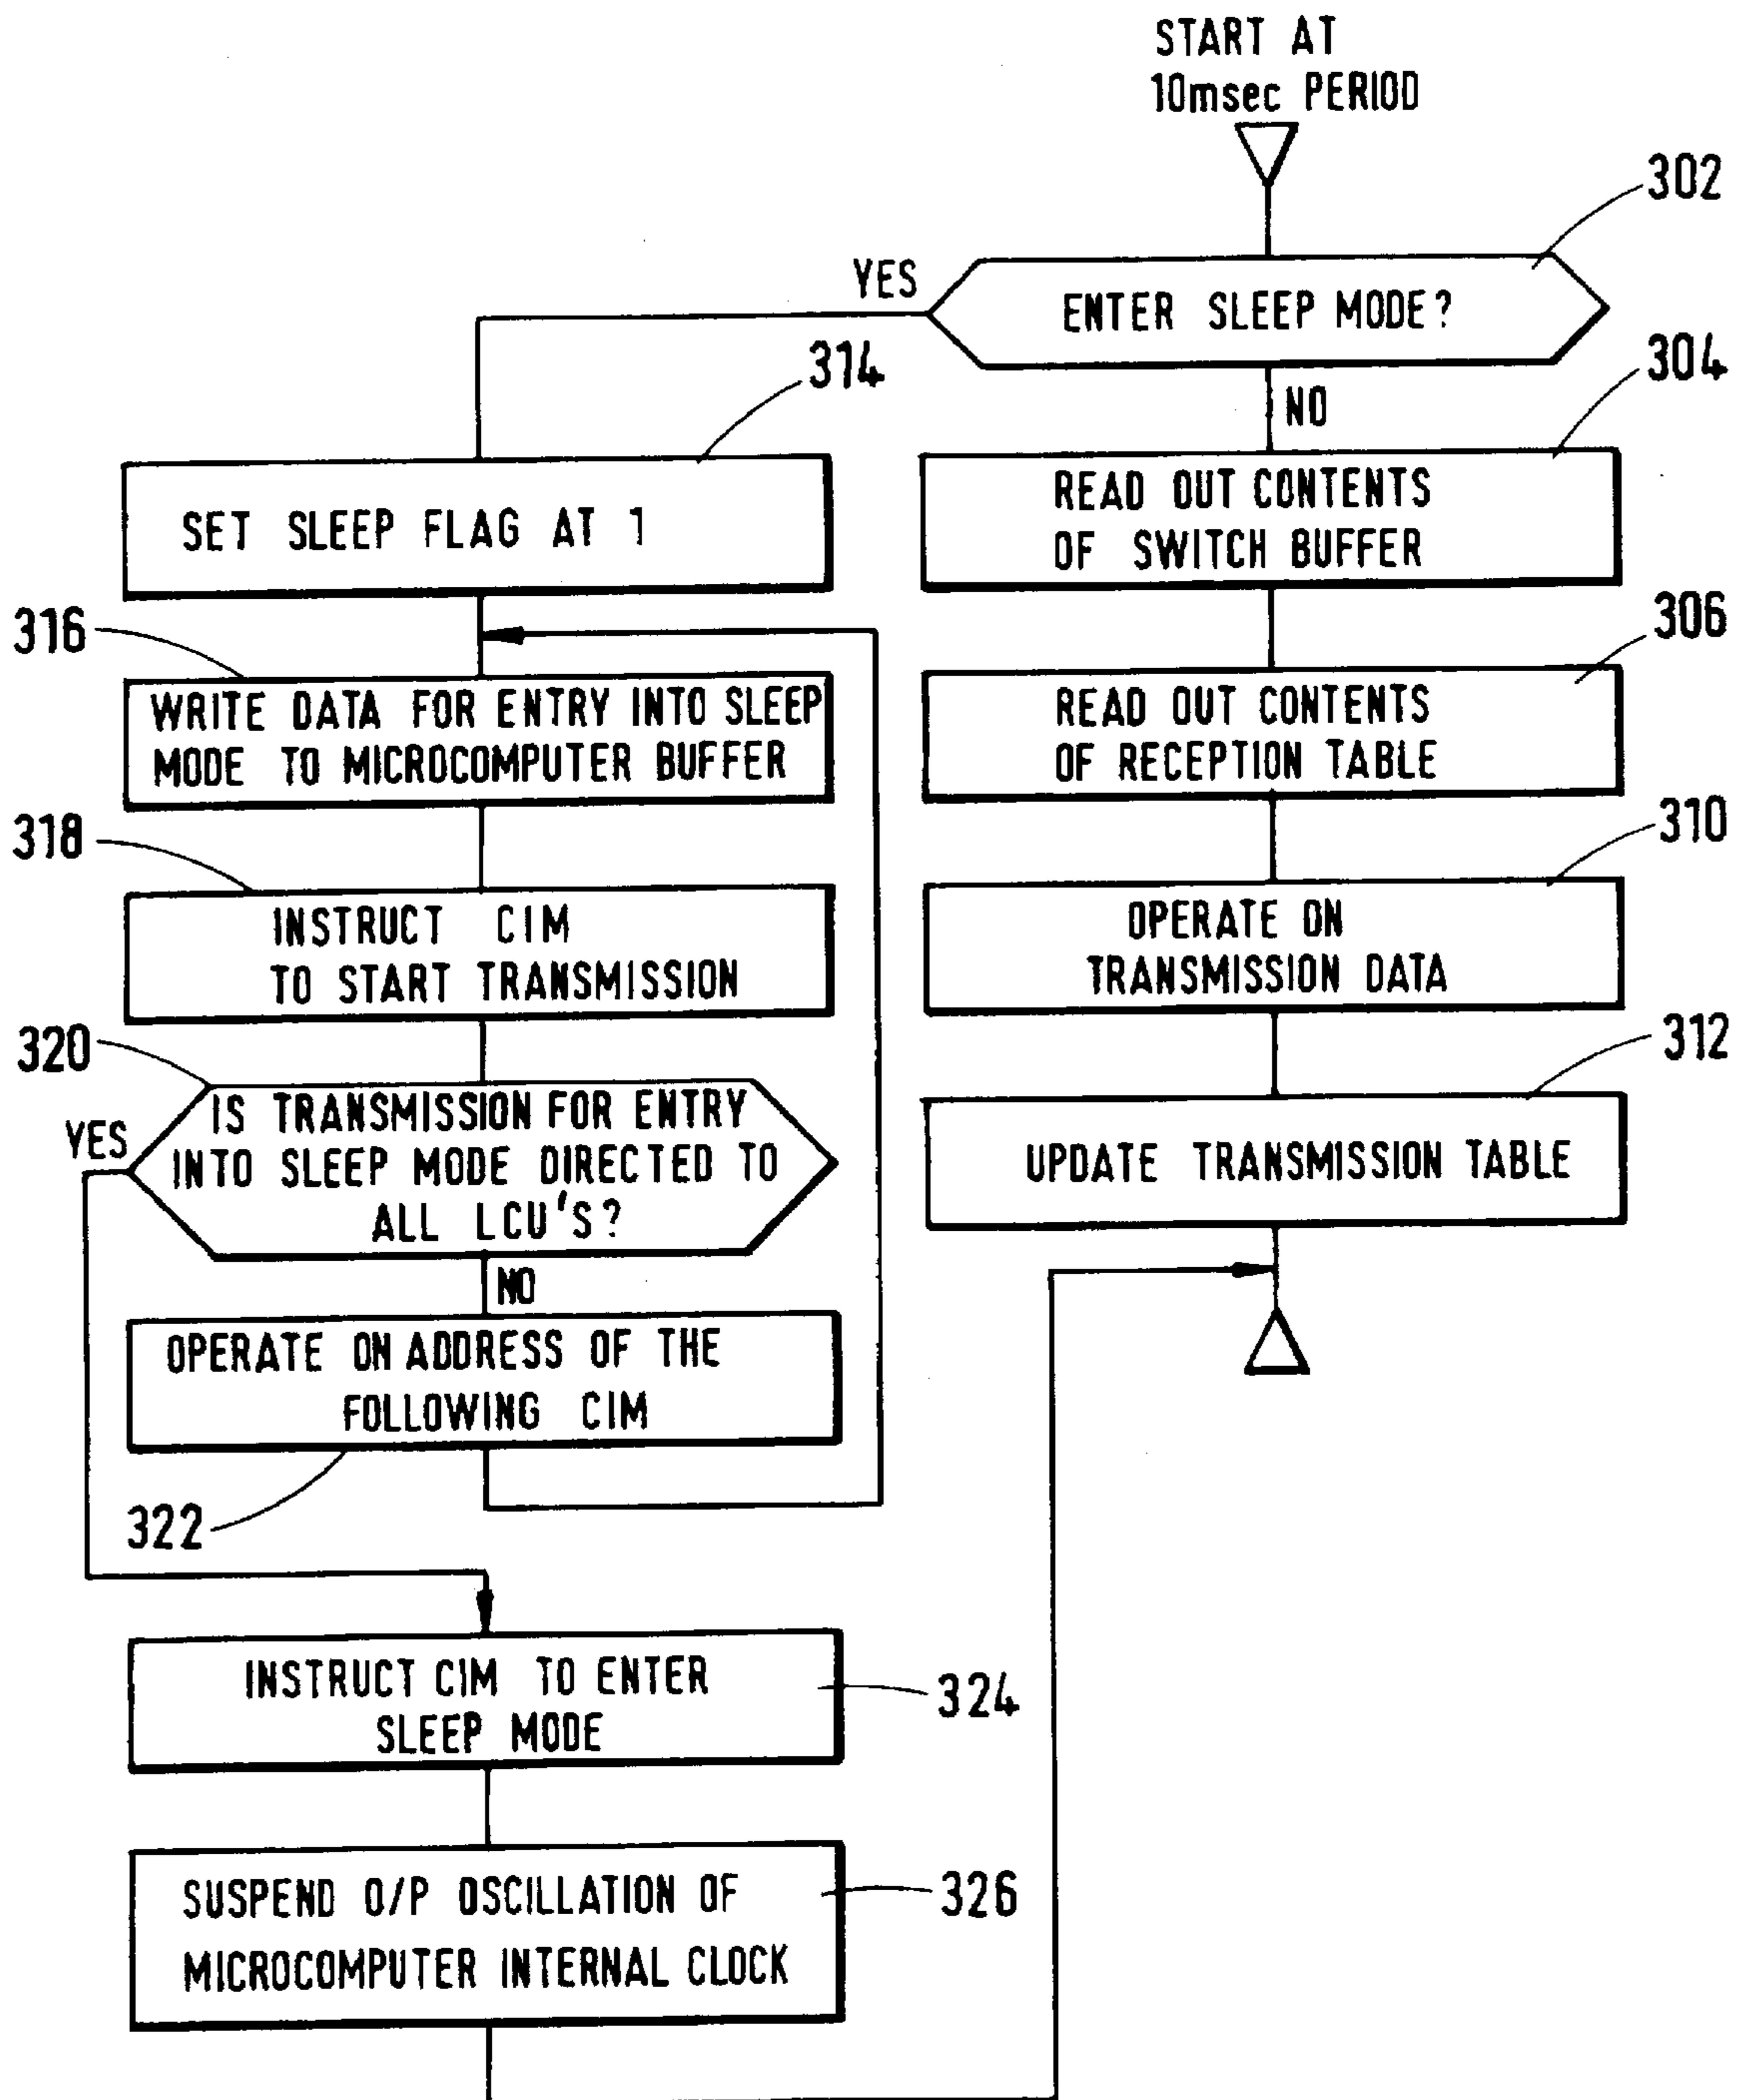 START AT
10msec PERIOD
302
YES
ENTER SLEEP MODE?
304
NO
314
SET SLEEP FLAG AT 1
READ OUT CONTENTS
OF SWITCH BUFFER
316
306
WRITE DATA FOR ENTRY INTO SLEEP
MODE TO MICROCOMPUTER BUFFER
READ OUT CONTENTS
OF RECEPTION TABLE
318
310
INSTRUCT CIM
TO START TRANSMISSION
OPERATE ON
TRANSMISSION DATA
320
312
YES
IS TRANSMISSION FOR ENTRY
INTO SLEEP MODE DIRECTED TO
ALL LCU'S?
UPDATE TRANSMISSION TABLE
NO
OPERATE ON ADDRESS OF THE
FOLLOWING CIM
322
INSTRUCT CIM TO ENTER
SLEEP MODE
324
SUSPEND O/P OSCILLATION OF
MICROCOMPUTER INTERNAL CLOCK
326